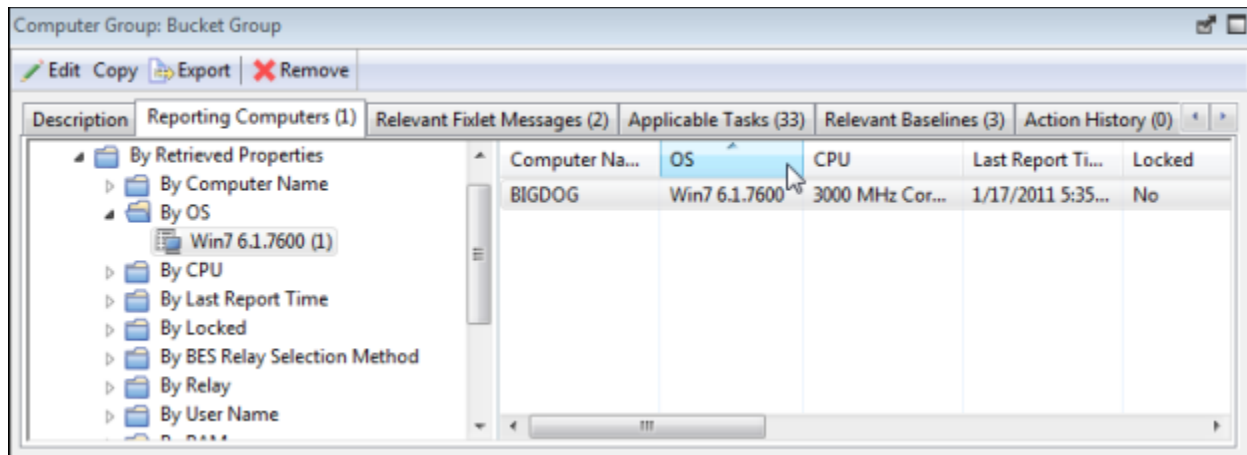 Computer Group: Bucket Group
Edit Copy Export Remove
Description Reporting Computers (1) Relevant Fixlet Messages (2) Applicable Tasks (33) Relevant Baselines (3) Action History (0)
By Retrieved Properties
By Computer Name
By OS
Win7 6.1.7600 (1)
By CPU
By Last Report Time
By Locked
By BES Relay Selection Method
By Relay
By User Name
Computer Na... OS CPU Last Report Ti... Locked
BIGDOG Win7 6.1.7600 3000 MHz Cor... 1/17/2011 5:35... No